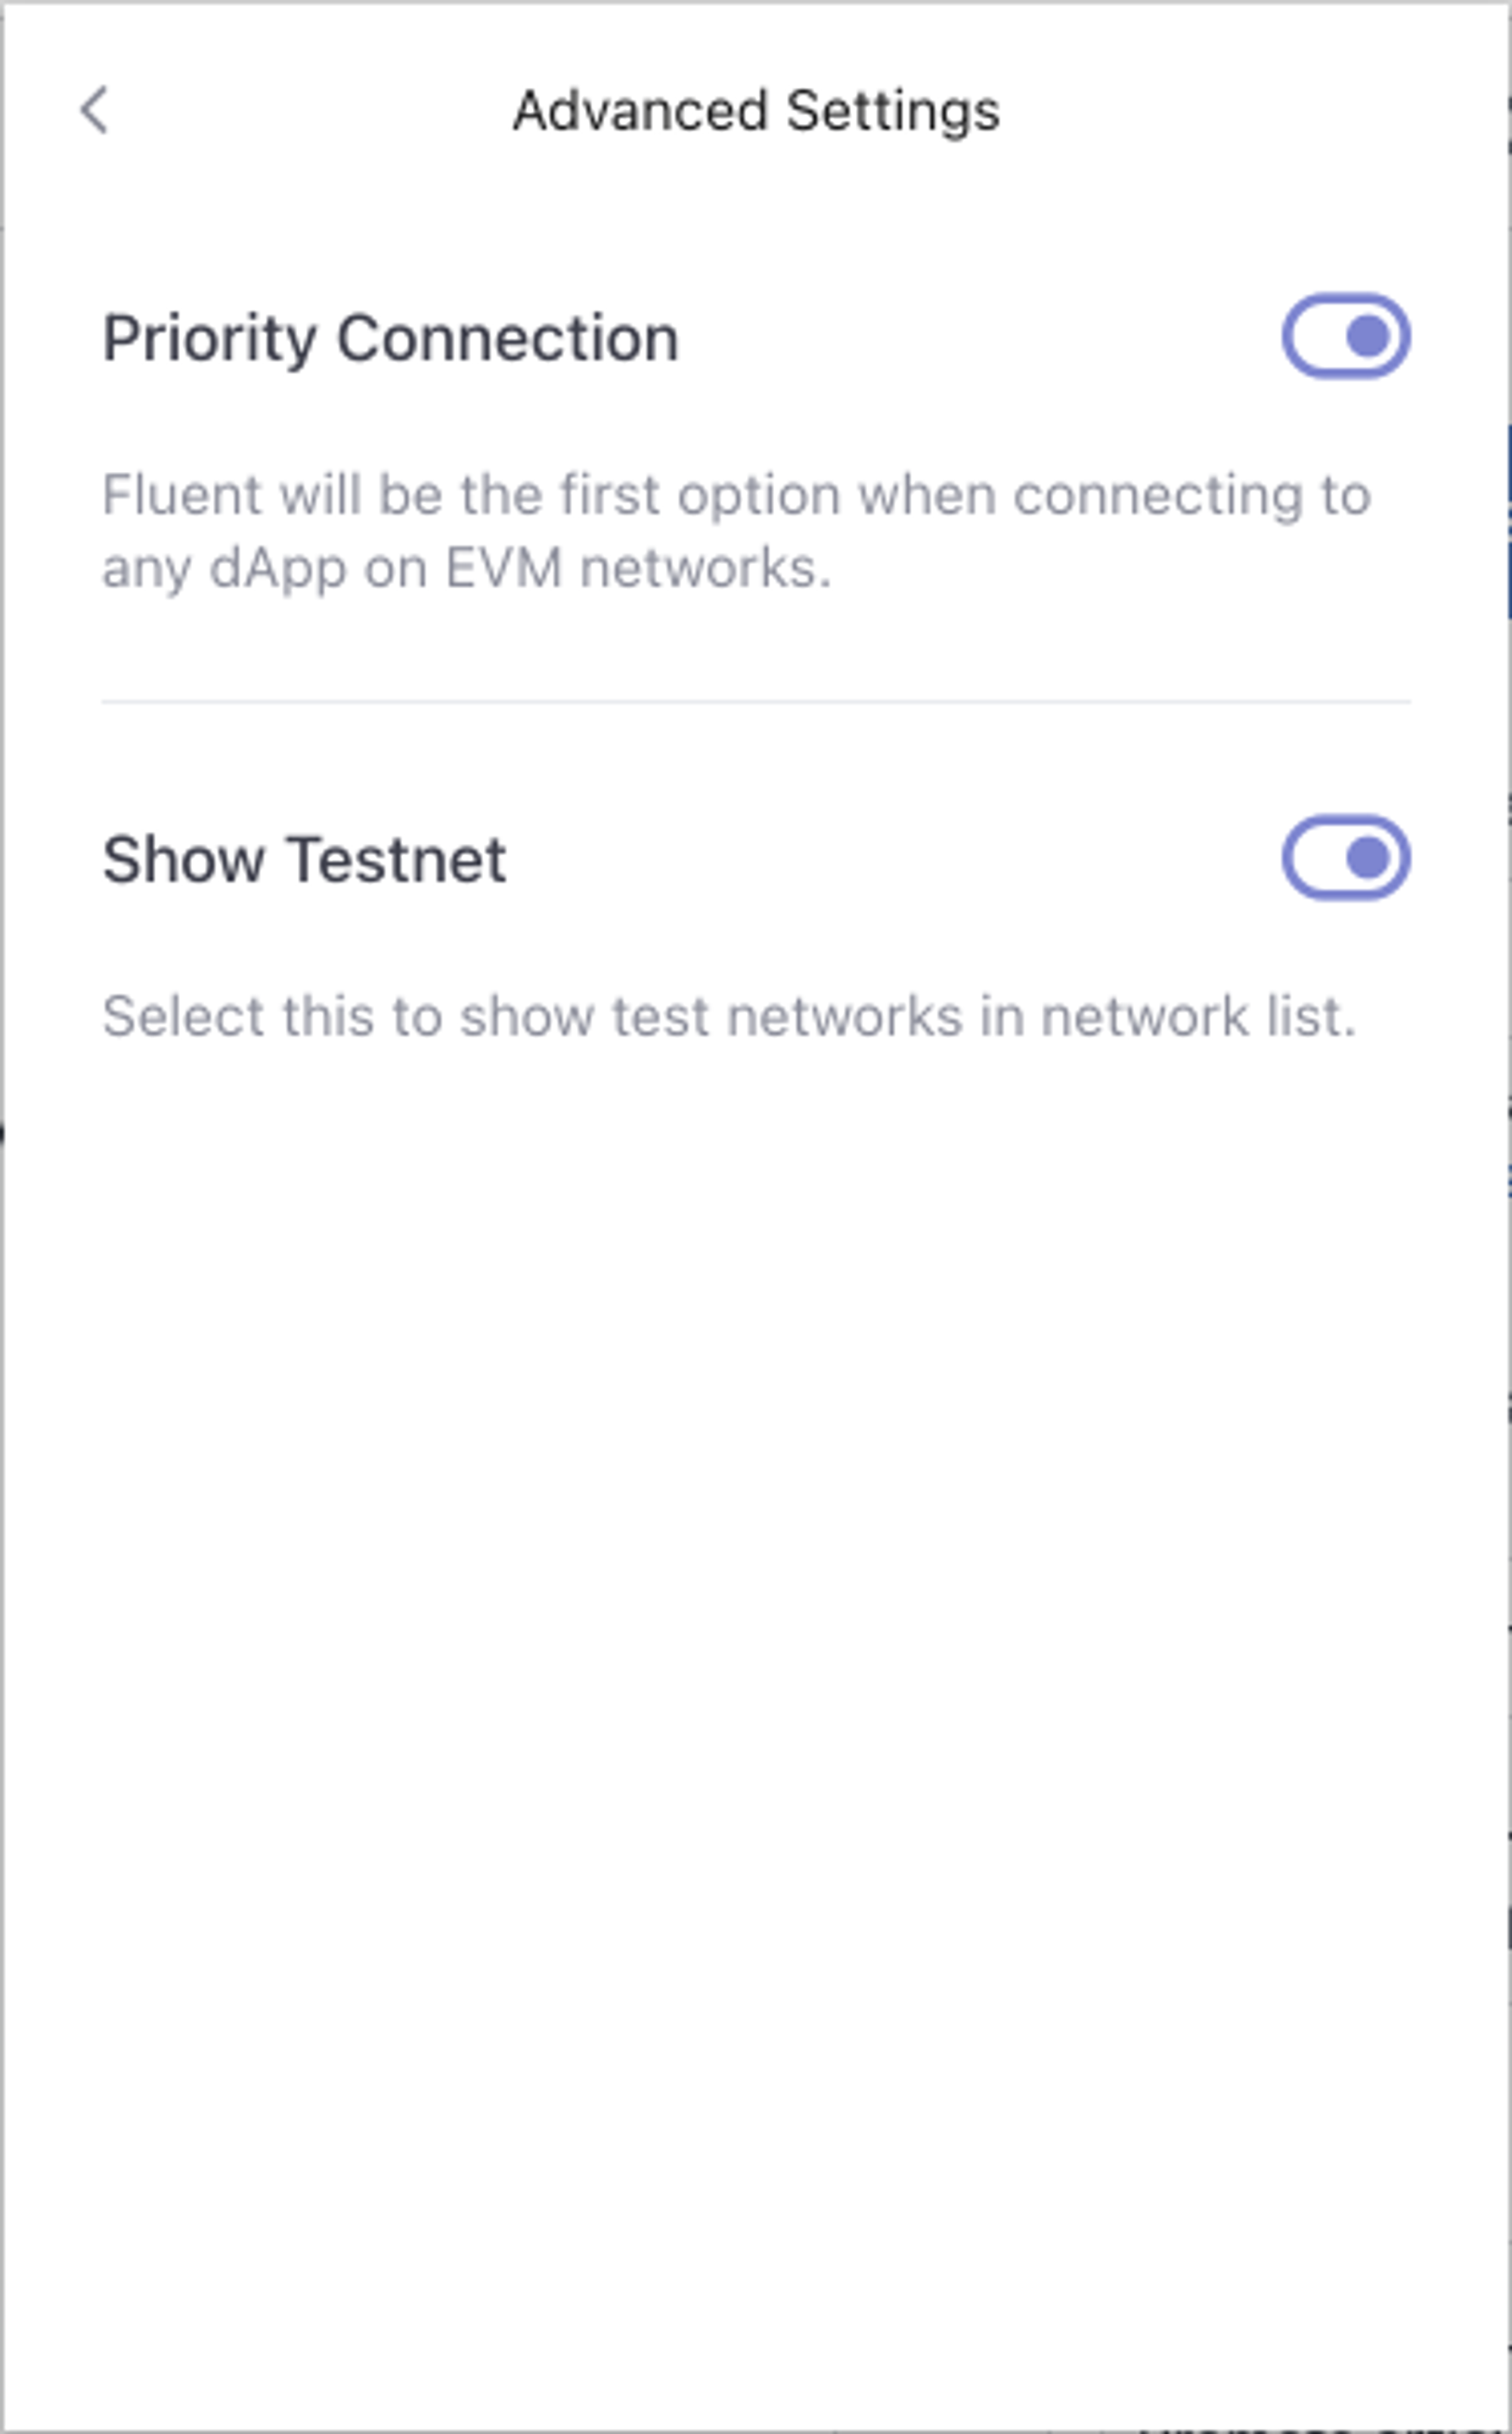 Advanced Settings
Priority Connection
Fluent will be the first option when connecting to
any dApp on EVM networks.
Show Testnet
Select this to show test networks in network list.